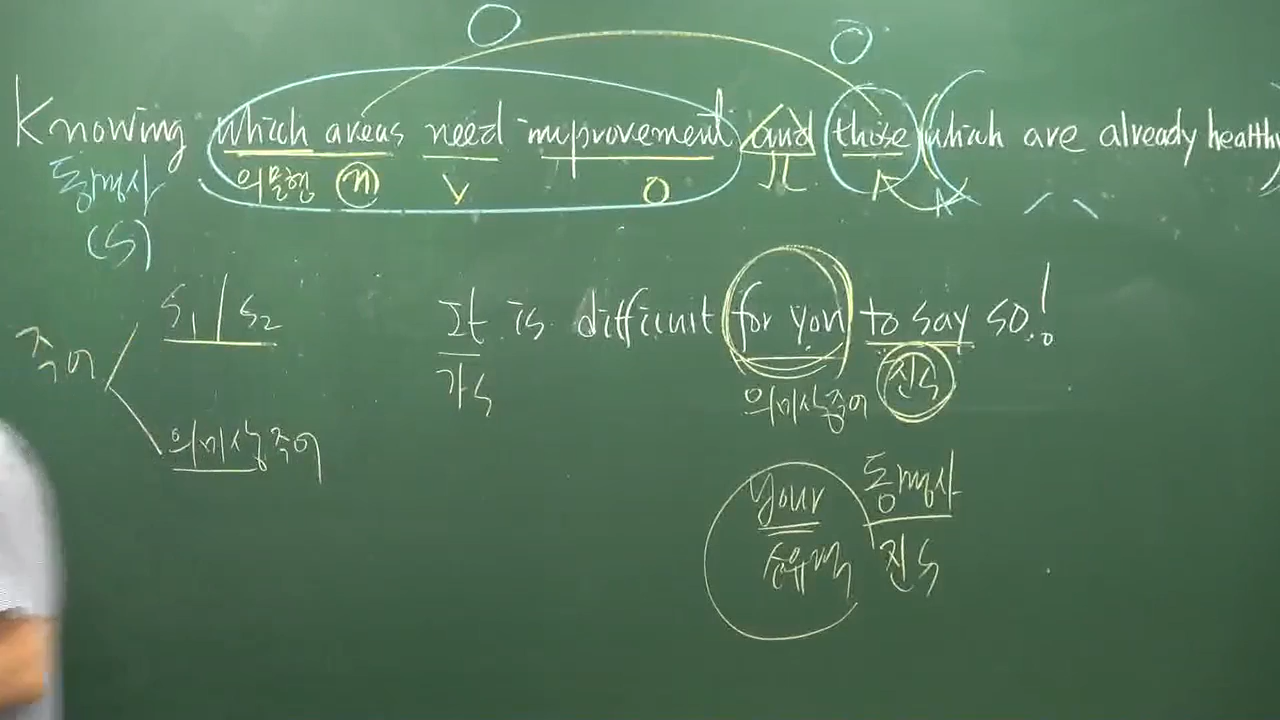 O O
Knowing which areas need improvement and those (which are already healthy)
동명사 의문형 n V O A A
(S)
S1 | S2 It is difficult for you to say so!
주어 가S 의미상주어 진S
의미상주어
your 동명사
소유격 진S